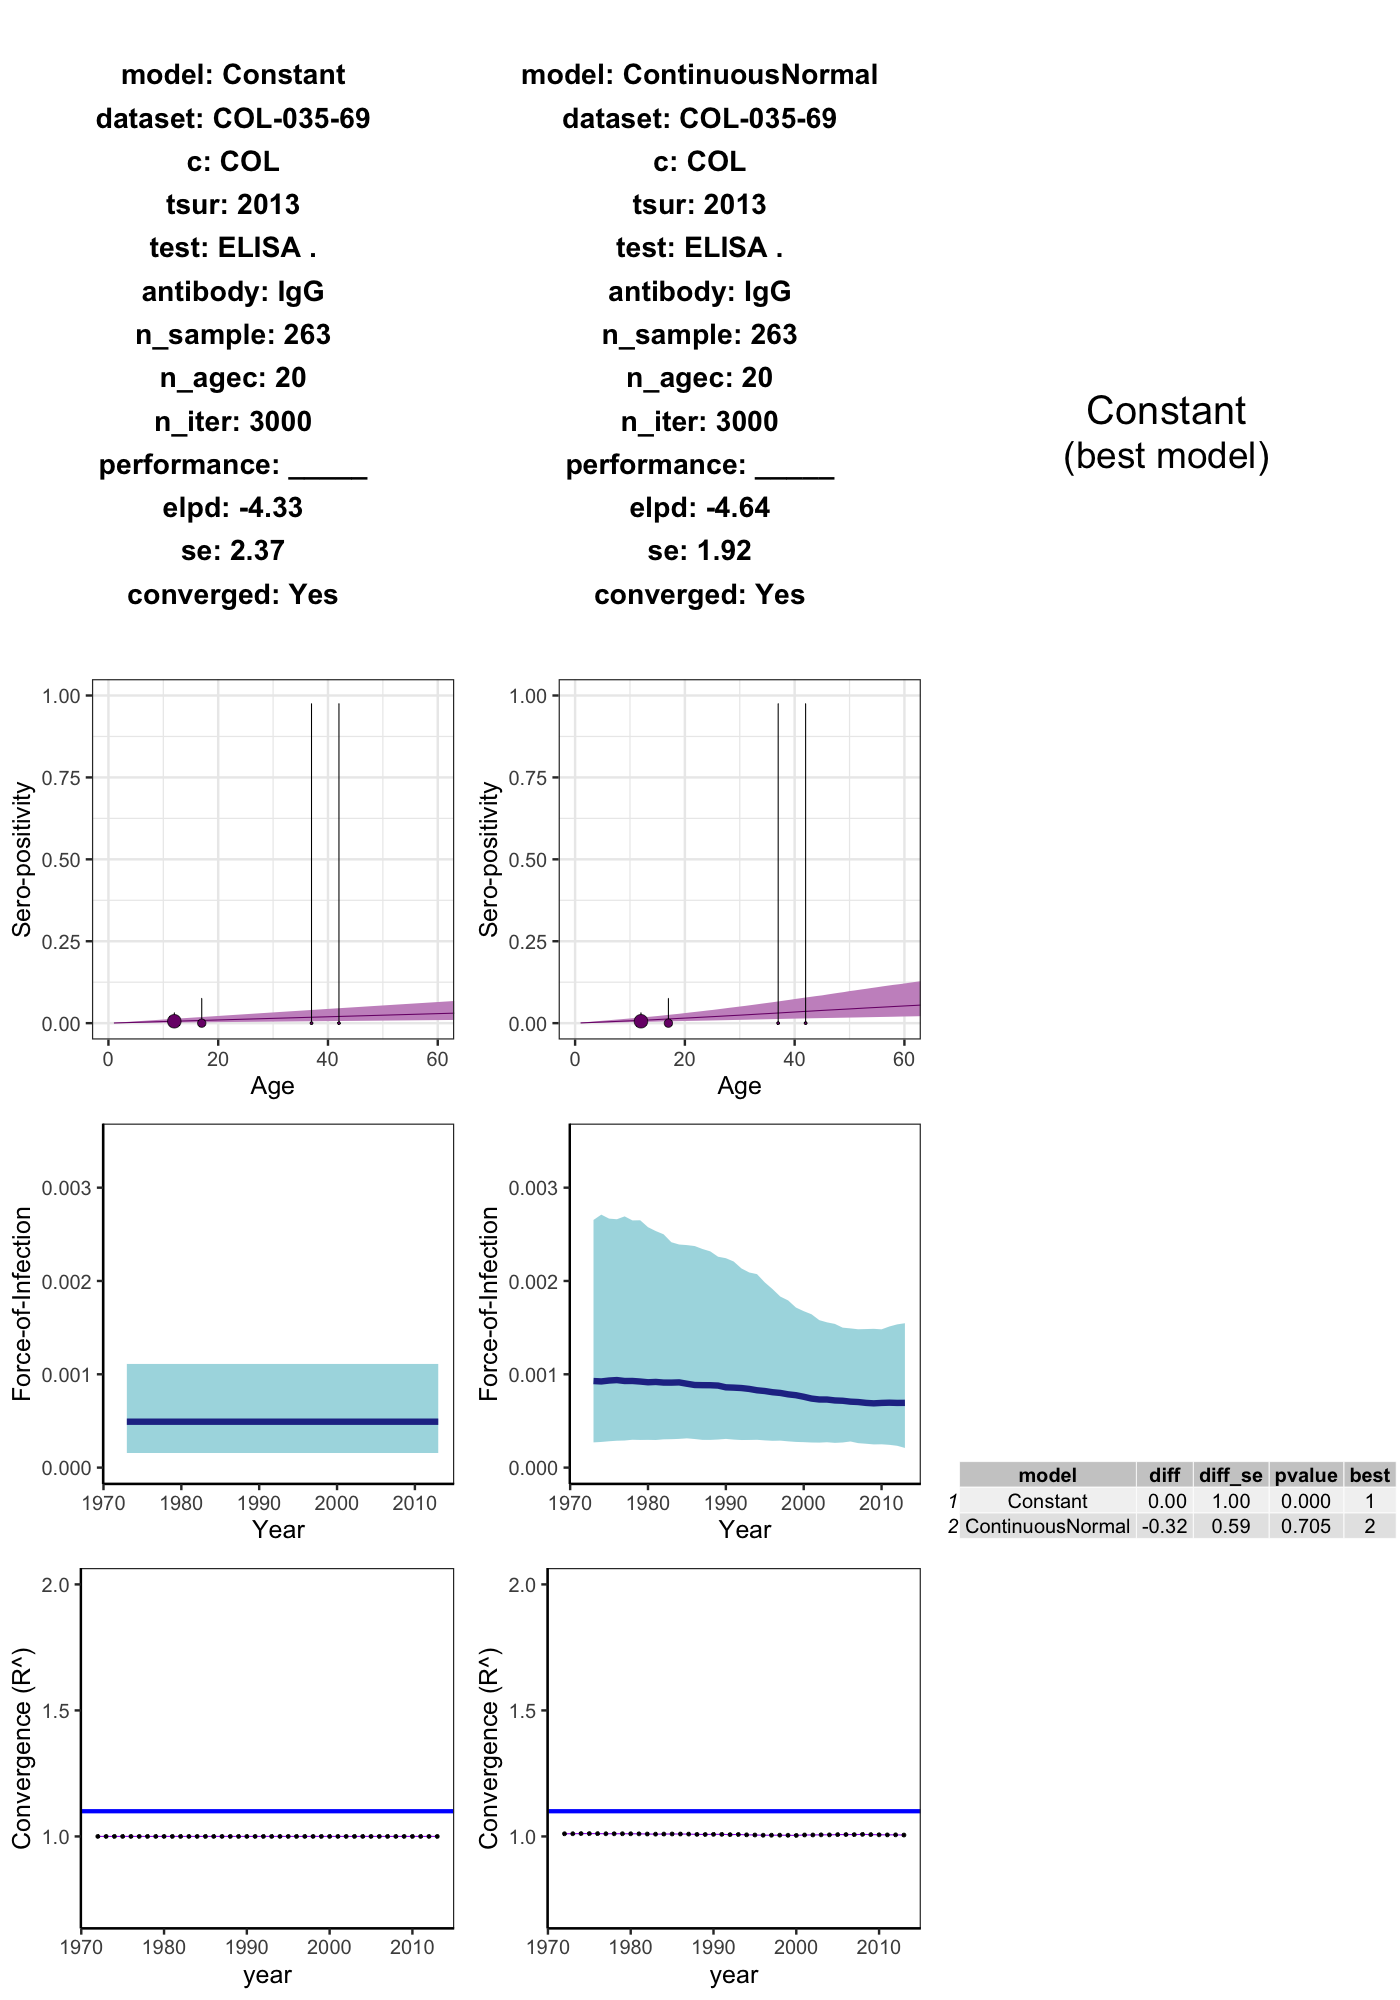 model: Constant
dataset: COL-035-69
c: COL
tsur: 2013
test: ELISA .
antibody: IgG
n_sample: 263
n_agec: 20
n_iter: 3000
performance: _____
elpd: -4.33
se: 2.37
converged: Yes
model: ContinuousNormal
dataset: COL-035-69
c: COL
tsur: 2013
test: ELISA .
antibody: IgG
n_sample: 263
n_agec: 20
n_iter: 3000
performance: _____
elpd: -4.64
se: 1.92
converged: Yes
Constant
(best model)
Sero-positivity
1.00
0.75
0.50
0.25
0.00
0 20 40 60
Age
Sero-positivity
1.00
0.75
0.50
0.25
0.00
0 20 40 60
Age
Force-of-Infection
0.003
0.002
0.001
0.000
1970 1980 1990 2000 2010
Year
Force-of-Infection
0.003
0.002
0.001
0.000
1970 1980 1990 2000 2010
Year
model diff diff_se pvalue best
1 Constant 0.00 1.00 0.000 1
2 ContinuousNormal -0.32 0.59 0.705 2
Convergence (R^)
2.0
1.5
1.0
1970 1980 1990 2000 2010
year
Convergence (R^)
2.0
1.5
1.0
1970 1980 1990 2000 2010
year